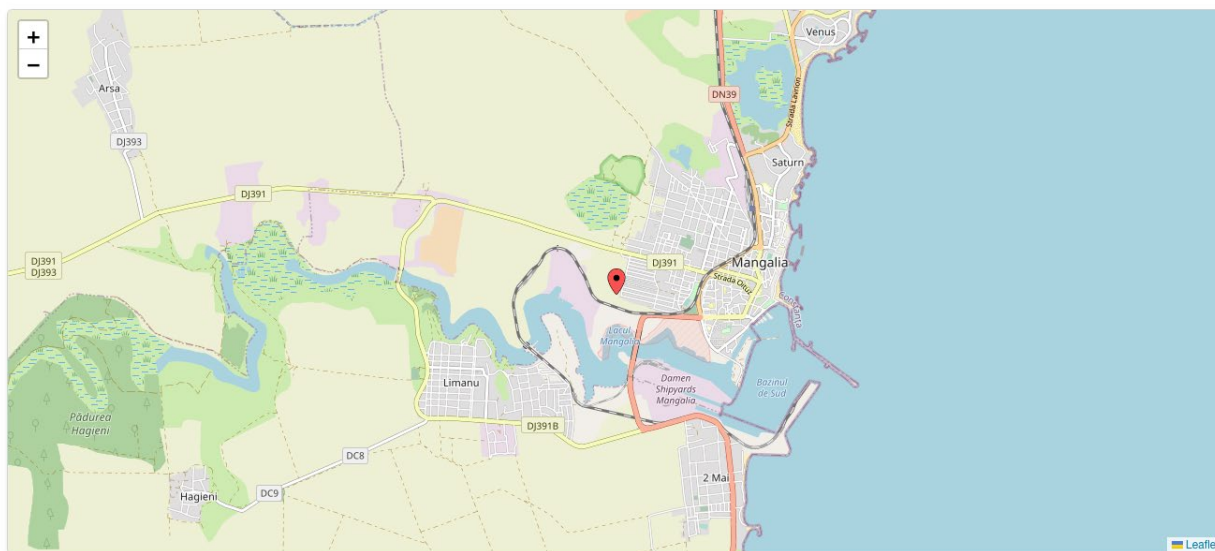 +
−
Venus
Arsa
DN39
Strada Lavrion
DJ393
Saturn
DJ391
DJ391
DJ393
DJ391
Mangalia
Strada Oituz
Constanța
Lacul
Mangalia
Limanu
Damen
Shipyards
Mangalia
Bazinul
de Sud
Pădurea
Hagieni
DJ391B
DC8
2 Mai
Hagieni
DC9
Leafle